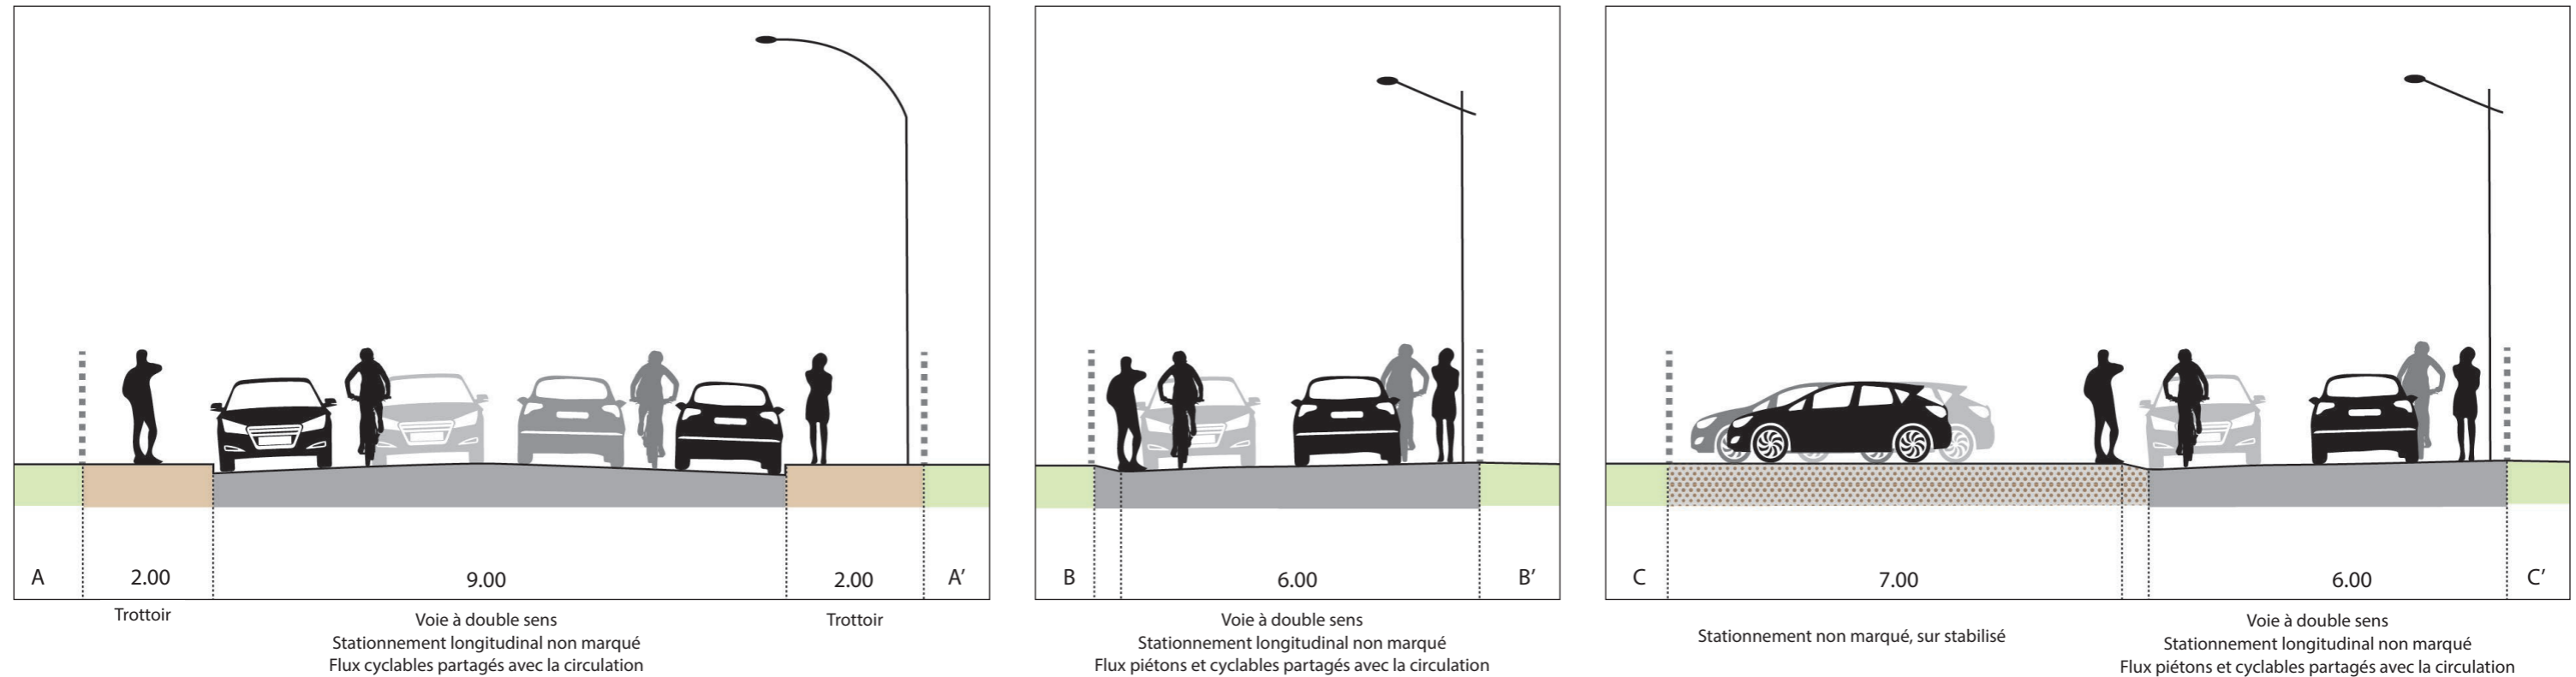 A
2.00
9.00
2.00
A'
Trottoir
Voie à double sens
Stationnement longitudinal non marqué
Flux cyclables partagés avec la circulation
Trottoir
B
6.00
B'
Voie à double sens
Stationnement longitudinal non marqué
Flux piétons et cyclables partagés avec la circulation
C
7.00
6.00
C'
Stationnement non marqué, sur stabilisé
Voie à double sens
Stationnement longitudinal non marqué
Flux piétons et cyclables partagés avec la circulation